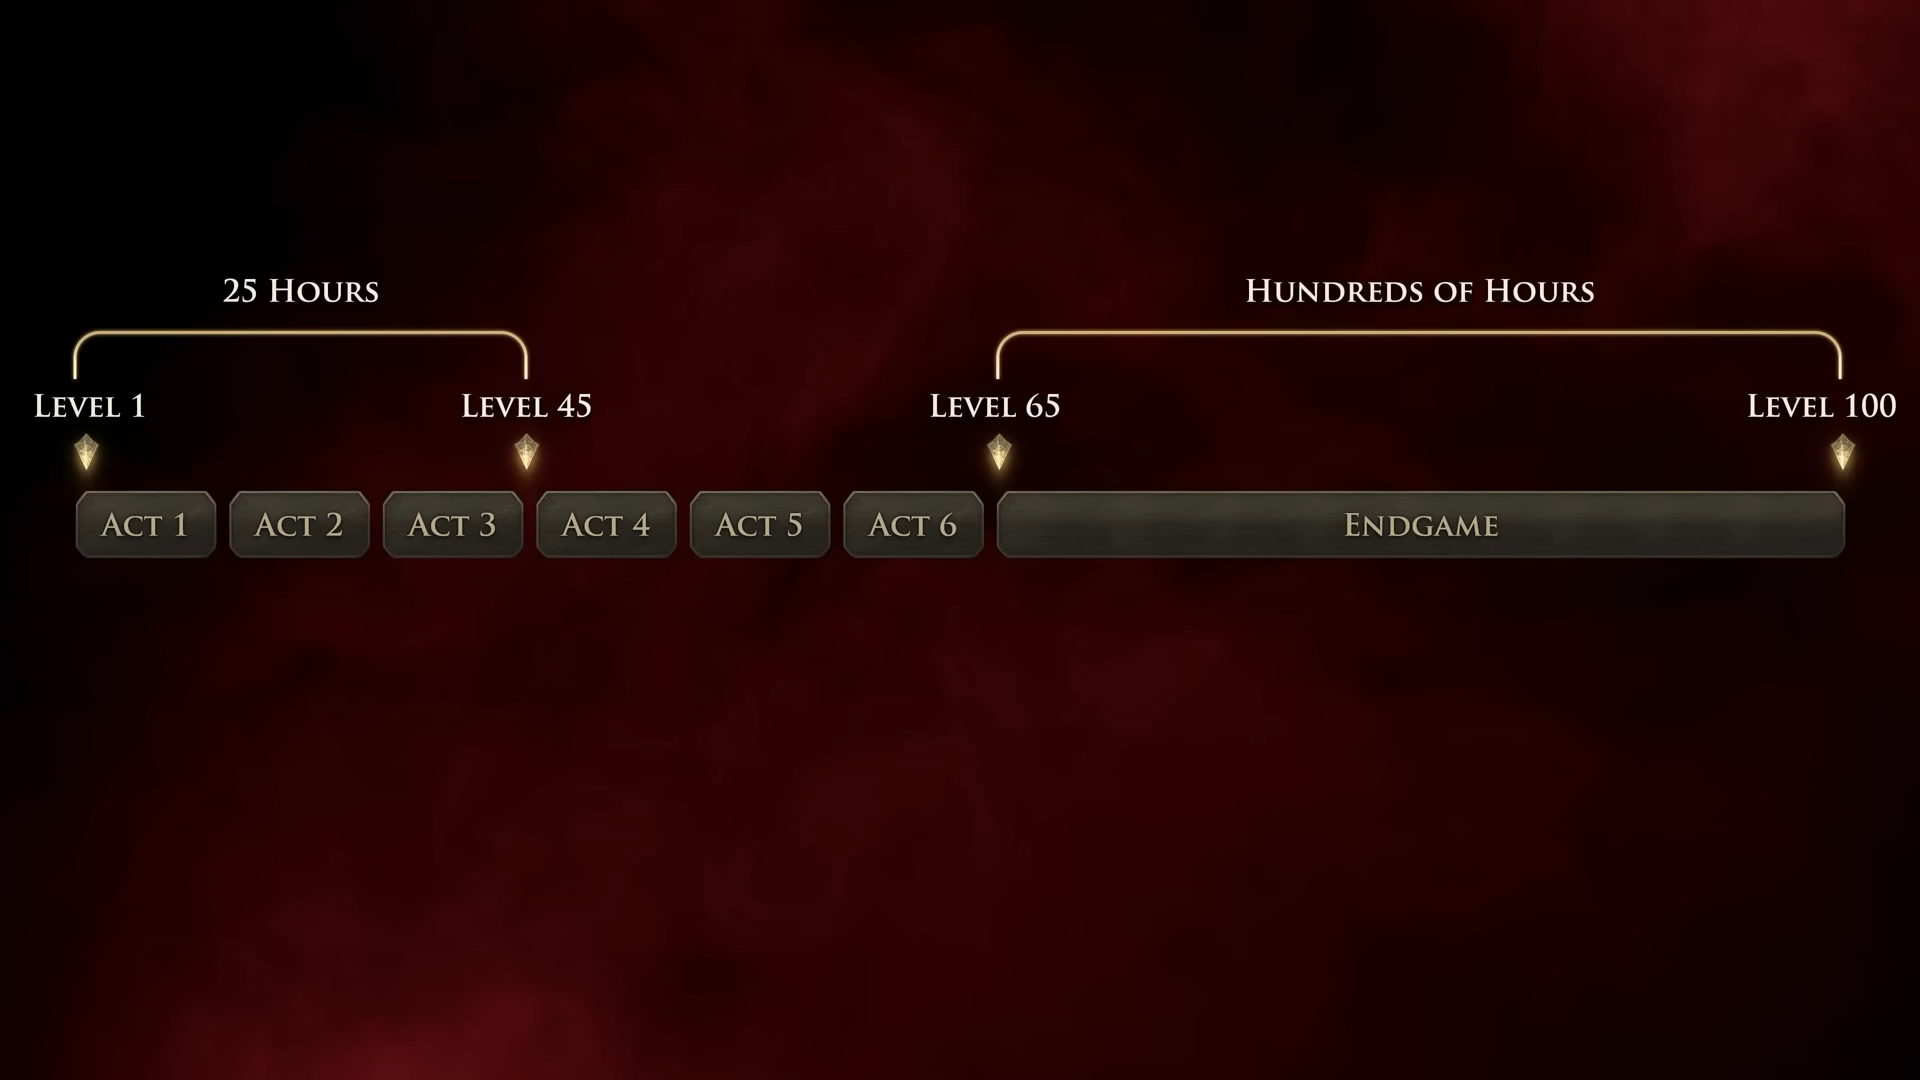 25 Hours
Hundreds of Hours
Level 1
Level 45
Level 65
Level 100
Act 1
Act 2
Act 3
Act 4
Act 5
Act 6
Endgame